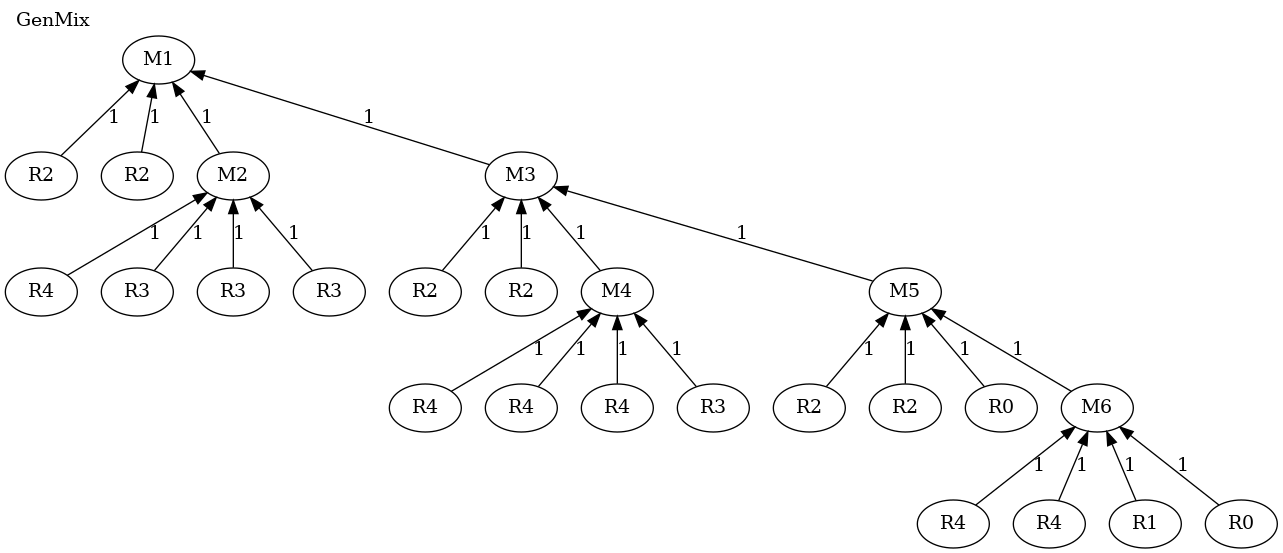 GenMix
M1
1 1 1 1
R2 R2 M2 M3
1 1 1 1 1 1 1 1
R4 R3 R3 R3 R2 R2 M4 M5
1 1 1 1 1 1 1 1
R4 R4 R4 R3 R2 R2 R0 M6
1 1 1 1
R4 R4 R1 R0